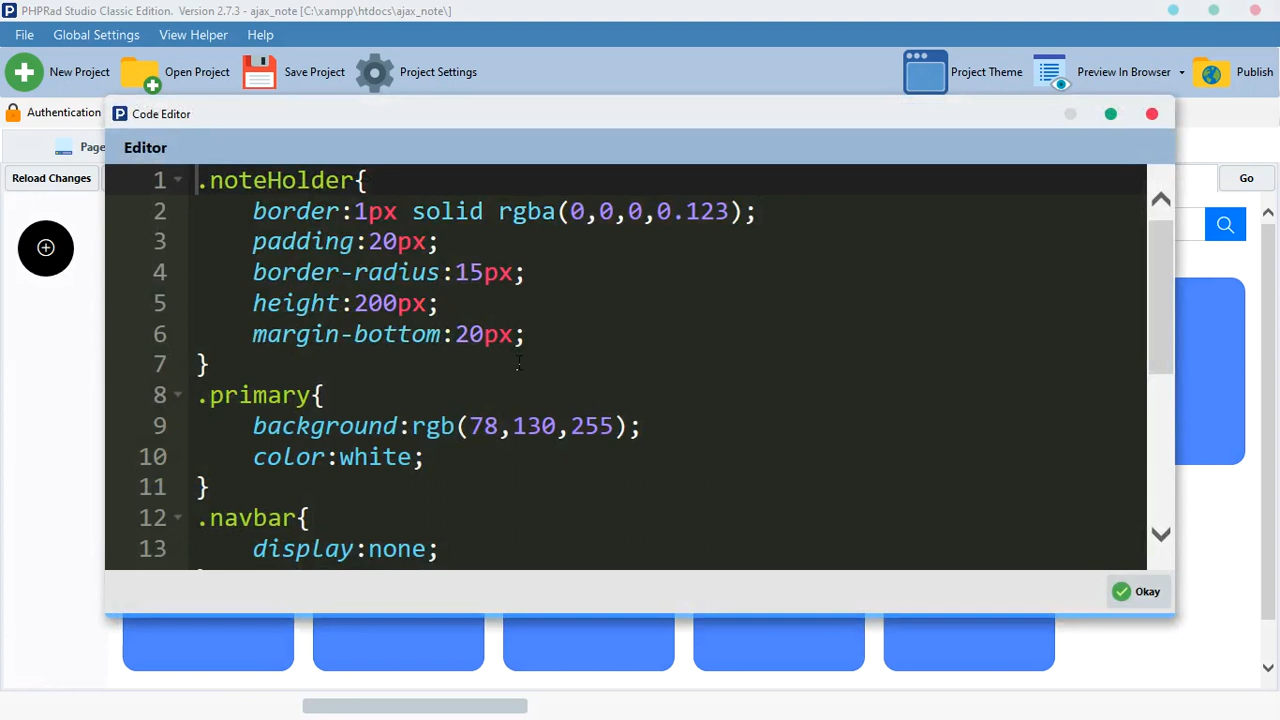 PHPRad Studio Classic Edition. Version 2.7.3 - ajax_note [C:\xampp\htdocs\ajax_note\]
File Global Settings View Helper Help
New Project Open Project Save Project Project Settings Project Theme Preview In Browser Publish
Authentication
Code Editor
Page
Editor
Reload Changes
Go
1 .noteHolder{
2 border:1px solid rgba(0,0,0,0.123);
3 padding:20px;
4 border-radius:15px;
5 height:200px;
6 margin-bottom:20px;
7 }
8 .primary{
9 background:rgb(78,130,255);
10 color:white;
11 }
12 .navbar{
13 display:none;
Okay